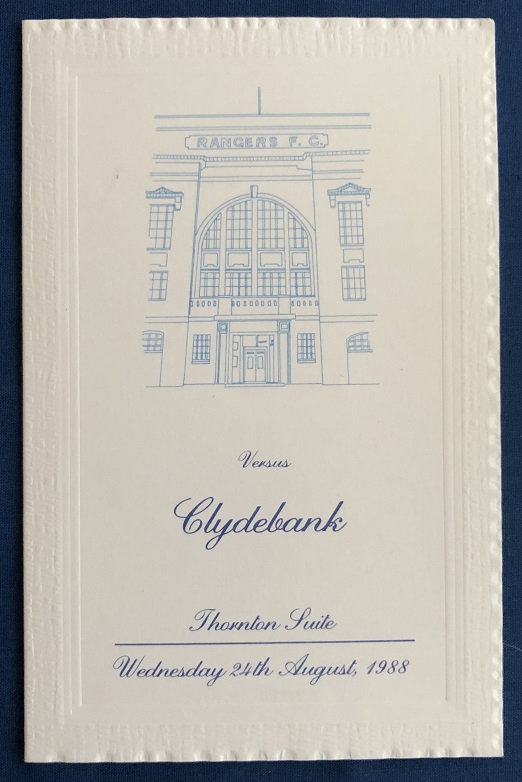 RANGERS F. C.
Versus
Clydebank
Thornton Suite
Wednesday 24th August, 1988